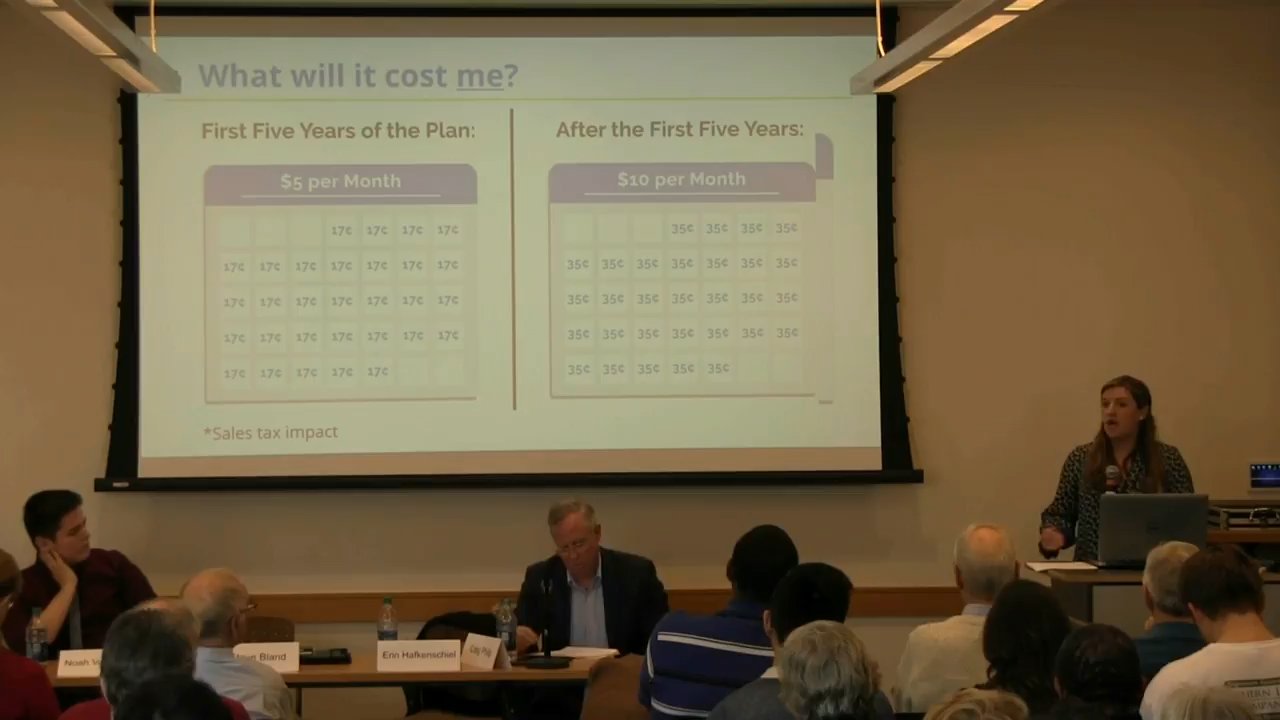 What will it cost me?
First Five Years of the Plan:
$5 per Month
17¢ 17¢ 17¢ 17¢
17¢ 17¢ 17¢ 17¢ 17¢ 17¢ 17¢
17¢ 17¢ 17¢ 17¢ 17¢ 17¢ 17¢
17¢ 17¢ 17¢ 17¢ 17¢ 17¢ 17¢
17¢ 17¢ 17¢ 17¢ 17¢
*Sales tax impact
After the First Five Years:
$10 per Month
35¢ 35¢ 35¢ 35¢
35¢ 35¢ 35¢ 35¢ 35¢ 35¢ 35¢
35¢ 35¢ 35¢ 35¢ 35¢ 35¢ 35¢
35¢ 35¢ 35¢ 35¢ 35¢ 35¢ 35¢
35¢ 35¢ 35¢ 35¢ 35¢
Noah
Bland
Erin Hafkenschiel